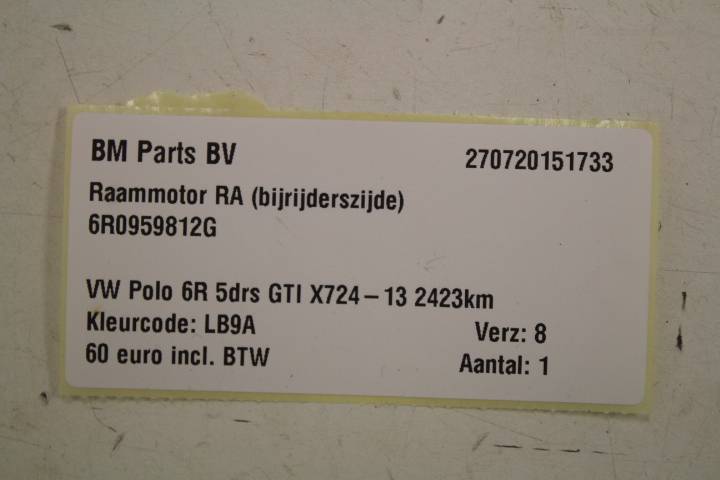 BM Parts BV 270720151733
Raammotor RA (bijrijderszijde)
6R0959812G
VW Polo 6R 5drs GTI X724-13 2423km
Kleurcode: LB9A Verz: 8
60 euro incl. BTW Aantal: 1